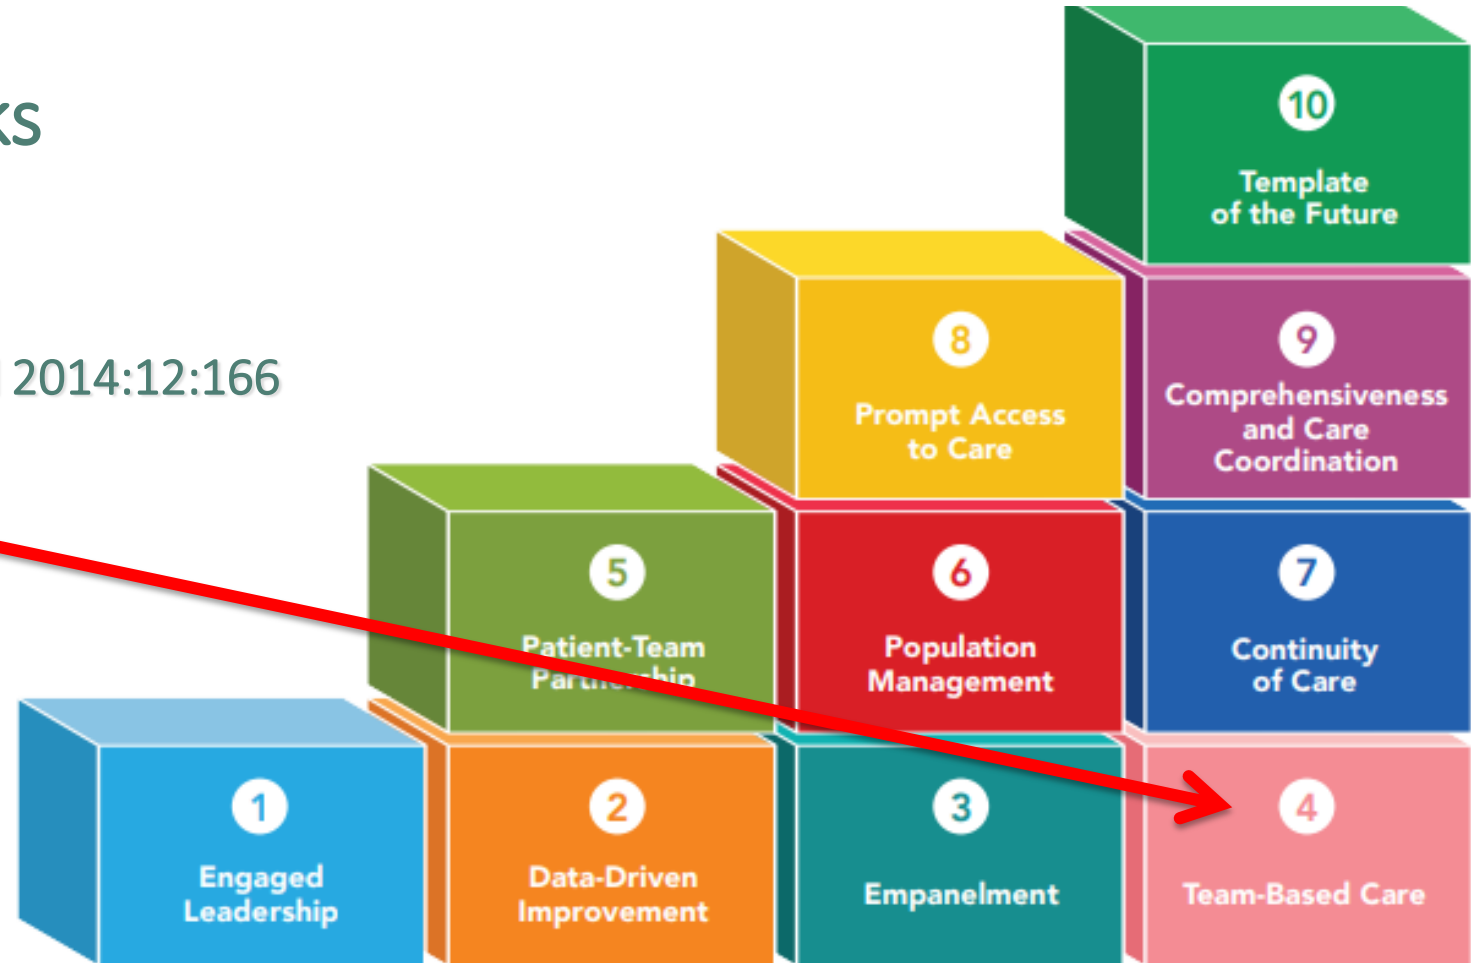 ks
2014:12:166
10
Template
of the Future
8
Prompt Access
to Care
9
Comprehensiveness
and Care
Coordination
5
Patient-Team
Partnership
6
Population
Management
7
Continuity
of Care
1
Engaged
Leadership
2
Data-Driven
Improvement
3
Empanelment
4
Team-Based Care